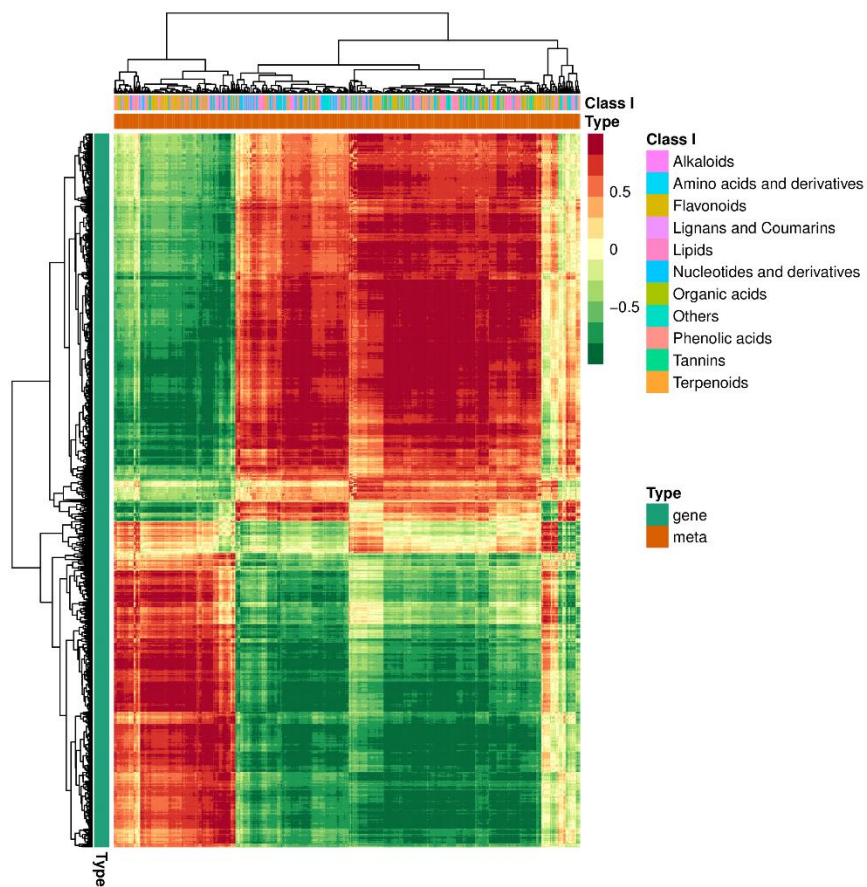 Class I
Type
0.5
0
−0.5
Class I
Alkaloids
Amino acids and derivatives
Flavonoids
Lignans and Coumarins
Lipids
Nucleotides and derivatives
Organic acids
Others
Phenolic acids
Tannins
Terpenoids
Type
gene
meta
Type